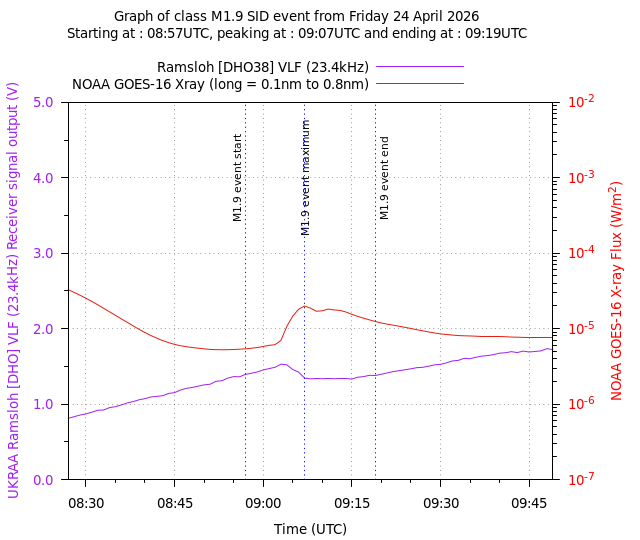 Graph of class M1.9 SID event from Friday 24 April 2026
Starting at : 08:57UTC, peaking at : 09:07UTC and ending at : 09:19UTC
Ramsloh [DHO38] VLF (23.4kHz)
NOAA GOES-16 Xray (long = 0.1nm to 0.8nm)
UKRAA Ramsloh [DHO] VLF (23.4kHz) Receiver signal output (V)
5.0
4.0
3.0
2.0
1.0
0.0
M1.9 event start
M1.9 event maximum
M1.9 event end
10-2
10-3
10-4
10-5
10-6
10-7
NOAA GOES-16 X-ray Flux (W/m2)
08:30 08:45 09:00 09:15 09:30 09:45
Time (UTC)